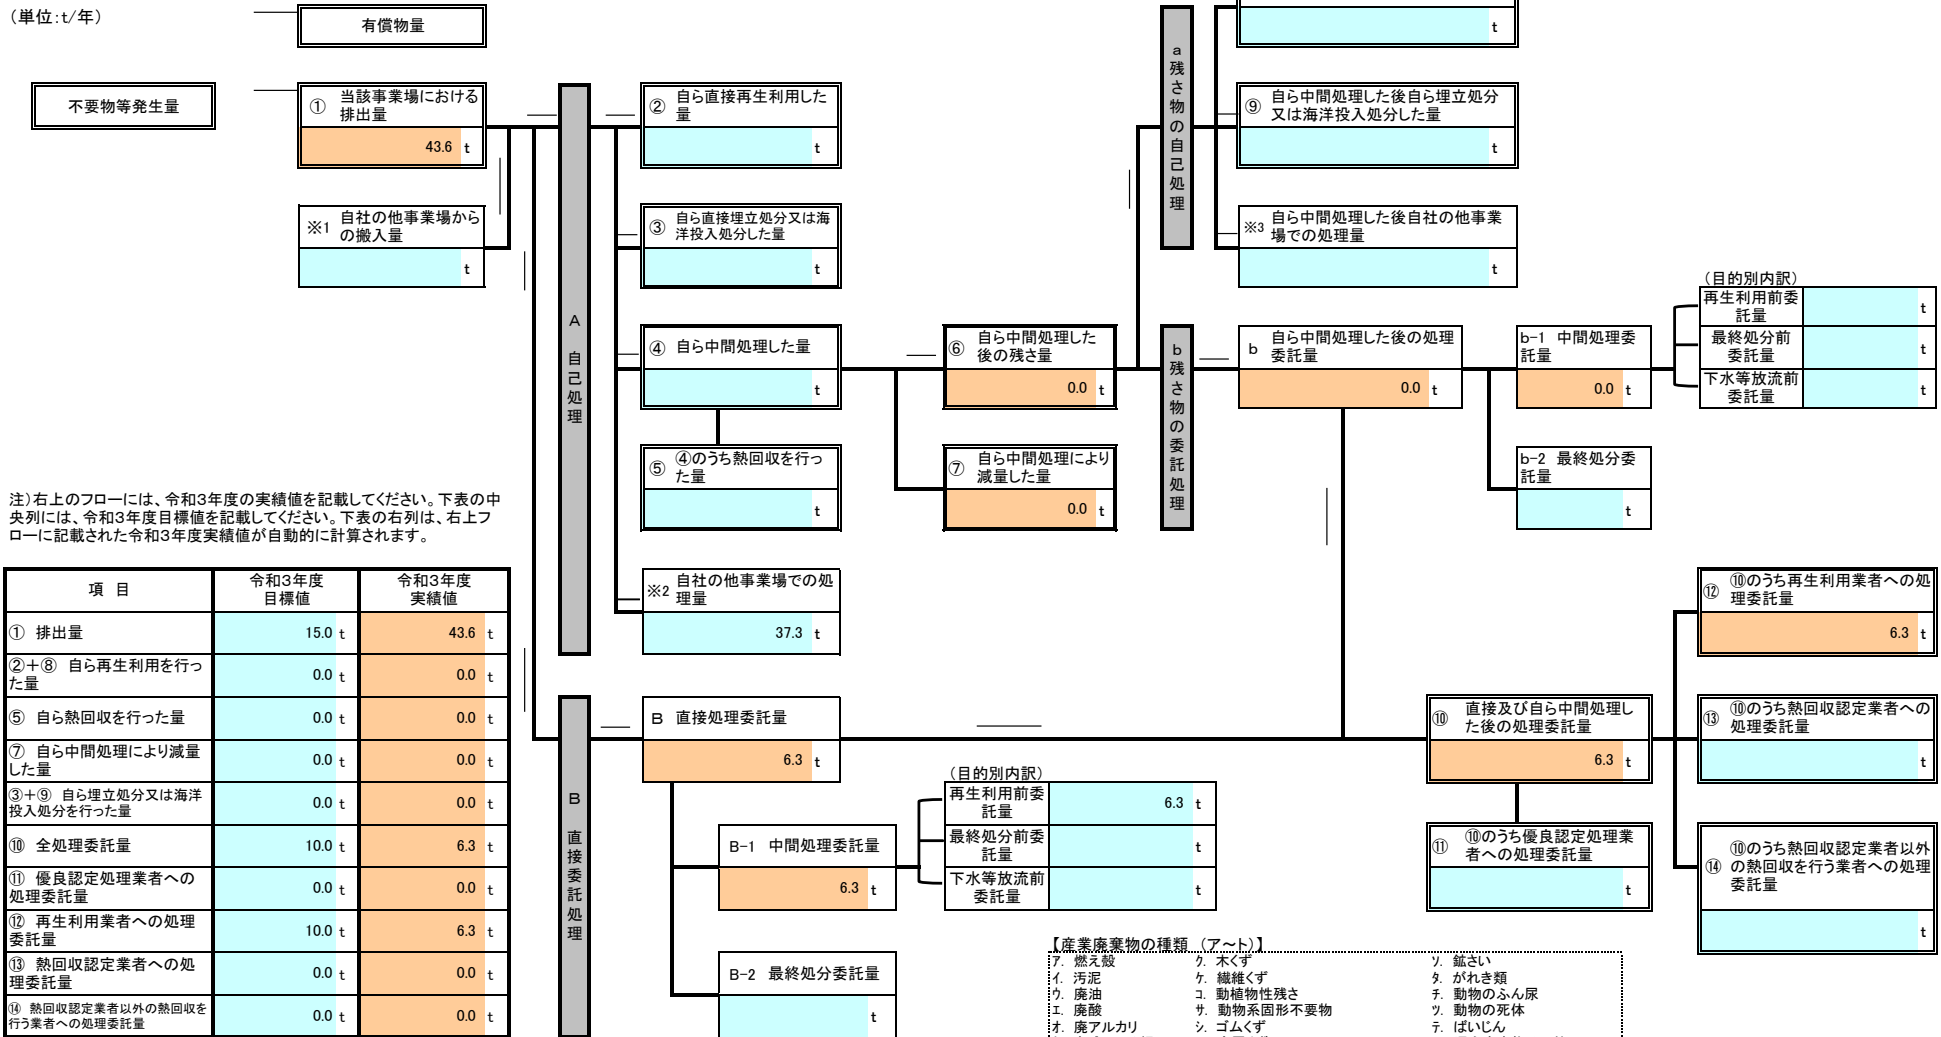 （単位:t/年）
有償物量
t
不要物等発生量
① 当該事業場における
排出量
43.6 t
※1 自社の他事業場から
の搬入量
t
A 自己処理
② 自ら直接再生利用した
量
t
③ 自ら直接埋立処分又は海
洋投入処分した量
t
④ 自ら中間処理した量
t
⑤ ④のうち熱回収を行っ
た量
t
※2 自社の他事業場での処
理量
37.3 t
⑥ 自ら中間処理した
後の残さ量
0.0 t
⑦ 自ら中間処理により
減量した量
0.0 t
a 残さ物の自己処理
⑨ 自ら中間処理した後自ら埋立処分
又は海洋投入処分した量
t
※3 自ら中間処理した後自社の他事業
場での処理量
t
b 残さ物の委託処理
b 自ら中間処理した後の処理
委託量
0.0 t
b-1 中間処理委
託量
0.0 t
b-2 最終処分委
託量
t
（目的別内訳）
再生利用前委
託量
t
最終処分前
委託量
t
下水等放流前
委託量
t
注）右上のフローには、令和3年度の実績値を記載してください。下表の中
央列には、令和3年度目標値を記載してください。下表の右列は、右上フ
ローに記載された令和3年度実績値が自動的に計算されます。
項 目
令和3年度
目標値
令和3年度
実績値
① 排出量 15.0 t 43.6 t
②＋⑧ 自ら再生利用を行っ
た量
0.0 t 0.0 t
⑤ 自ら熱回収を行った量 0.0 t 0.0 t
⑦ 自ら中間処理により減量
した量
0.0 t 0.0 t
③＋⑨ 自ら埋立処分又は海洋
投入処分を行った量
0.0 t 0.0 t
⑩ 全処理委託量 10.0 t 6.3 t
⑪ 優良認定処理業者への
処理委託量
0.0 t 0.0 t
⑫ 再生利用業者への処理
委託量
10.0 t 6.3 t
⑬ 熱回収認定業者への処
理委託量
0.0 t 0.0 t
⑭ 熱回収認定業者以外の熱回収を
行う業者への処理委託量
0.0 t 0.0 t
B 直接委託処理
B 直接処理委託量
6.3 t
B-1 中間処理委託量
6.3 t
B-2 最終処分委託量
t
（目的別内訳）
再生利用前委
託量
6.3 t
最終処分前委
託量
t
下水等放流前
委託量
t
⑩ 直接及び自ら中間処理し
た後の処理委託量
6.3 t
⑪ ⑩のうち優良認定処理業
者への処理委託量
t
⑫ ⑩のうち再生利用業者への処
理委託量
6.3 t
⑬ ⑩のうち熱回収認定業者への
処理委託量
t
⑭ ⑩のうち熱回収認定業者以外
の熱回収を行う業者への処理
委託量
t
【産業廃棄物の種類 （ア～ト）】
ｱ. 燃え殻 ｸ. 木くず ｿ. 鉱さい
ｲ. 汚泥 ｹ. 繊維くず ﾀ. がれき類
ｳ. 廃油 ｺ. 動植物性残さ ﾁ. 動物のふん尿
ｴ. 廃酸 ｻ. 動物系固形不要物 ﾂ. 動物の死体
ｵ. 廃アルカリ ｼ. ゴムくず ﾃ. ばいじん